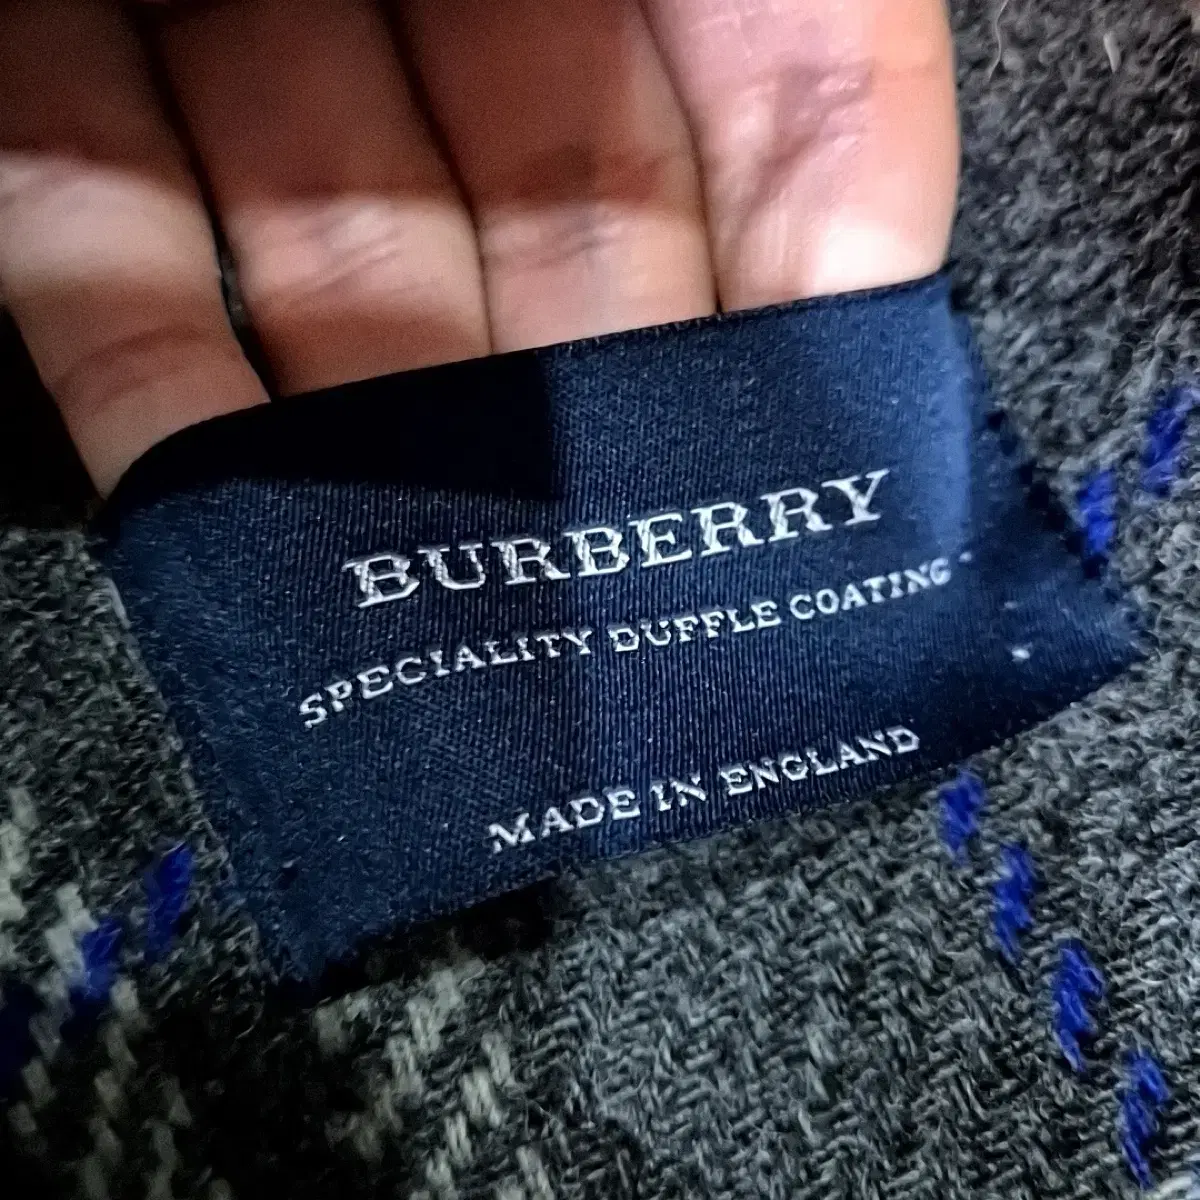 BURBERRY
SPECIALITY DUFFLE COATING
MADE IN ENGLAND